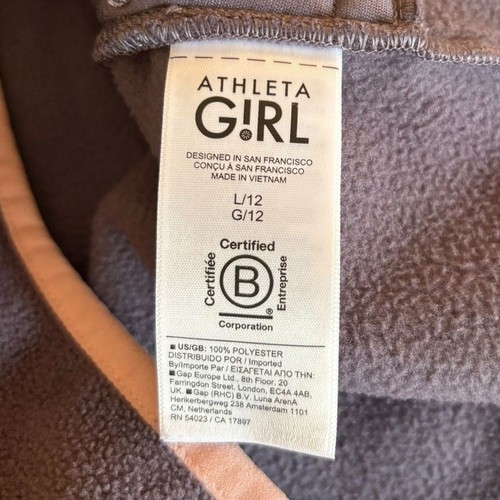 ATHLETA
G!RL
DESIGNED IN SAN FRANCISCO
CONÇU À SAN FRANCISCO
MADE IN VIETNAM
L/12
G/12
Certified
Certifiée
B
Entreprise
®
Corporation
■ US/GB: 100% POLYESTER
DISTRIBUIDO POR / Imported
By/Importe Par / ΕΙΣΑΓΕΤΑΙ ΑΠΟ ΤΗΝ:
■ Gap Europe Ltd., 8th Floor, 20
Farringdon Street, London, EC4A 4AB,
UK. ■ Gap (RHC) B.V. Luna ArenA
Herikerbergweg 238 Amsterdam 1101
CM, Netherlands
RN 54023 / CA 17897